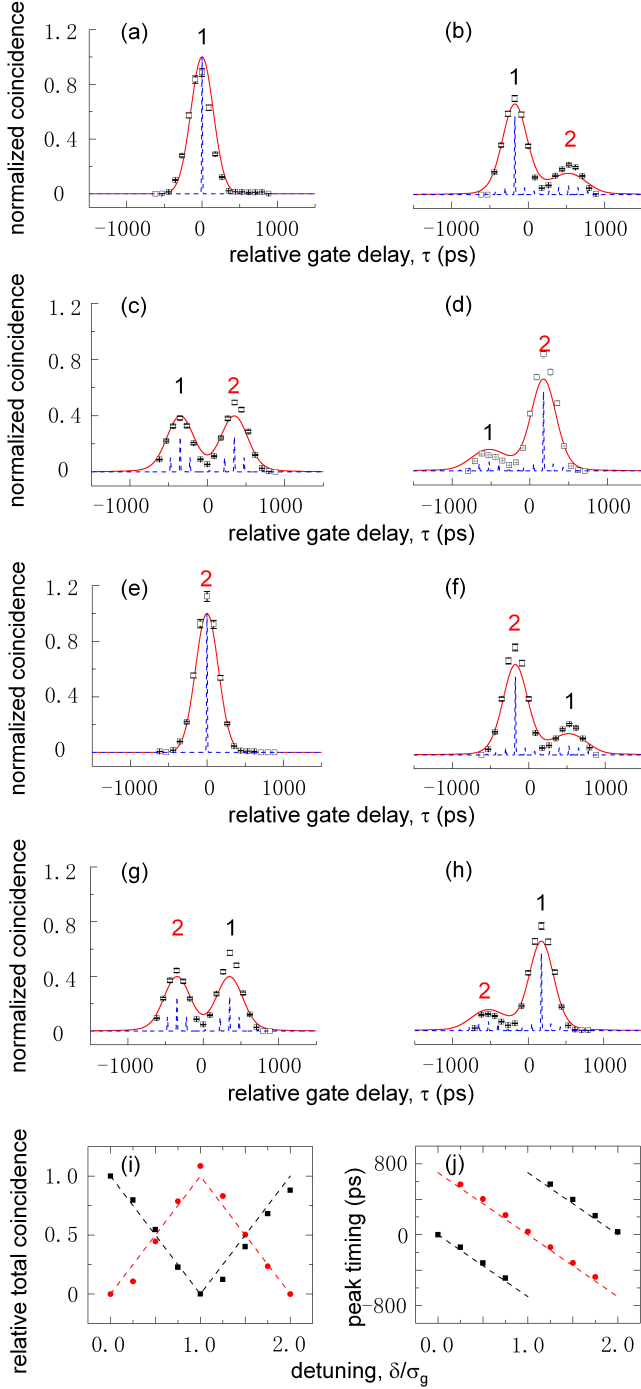 (a) 1 (b) 1 2
normalized coincidence 1.2 0.8 0.4 0
-1000 0 1000 -1000 0 1000
relative gate delay, τ (ps) relative gate delay, τ (ps)
(c) 1 2 (d) 1 2
normalized coincidence 1.2 0.8 0.4 0
-1000 0 1000 -1000 0 1000
relative gate delay, τ (ps) relative gate delay, τ (ps)
(e) 2 (f) 2 1
normalized coincidence 1.2 0.8 0.4 0
-1000 0 1000 -1000 0 1000
relative gate delay, τ (ps) relative gate delay, τ (ps)
(g) 2 1 (h) 2 1
normalized coincidence 1.2 0.8 0.4 0
-1000 0 1000 -1000 0 1000
relative gate delay, τ (ps) relative gate delay, τ (ps)
(i) (j)
relative total coincidence 1.0 0.5 0 peak timing (ps) 800 0 -800
0.0 1.0 2.0 0.0 1.0 2.0
detuning, δ/σg